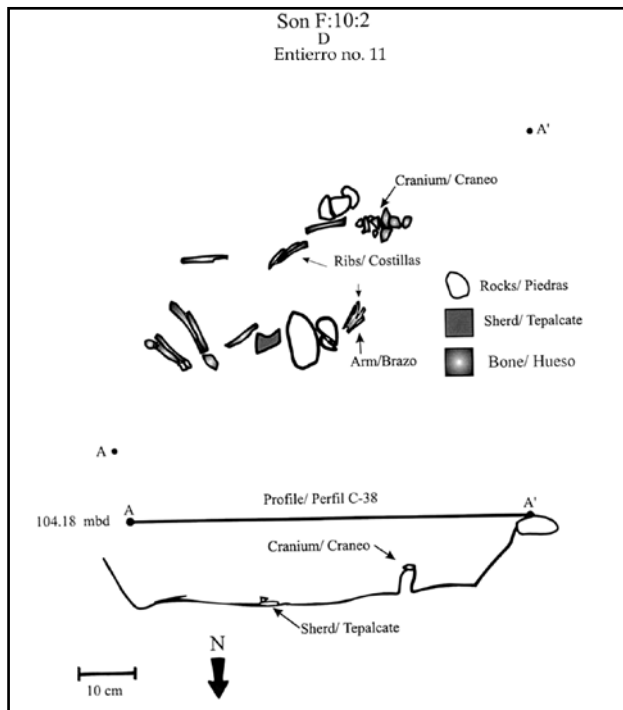 Son F:10:2
D
Entierro no. 11
A'
Cranium/ Craneo
Ribs/ Costillas
Rocks/ Piedras
Sherd/ Tepalcate
Arm/Brazo
Bone/ Hueso
A
Profile/ Perfil C-38
A
A'
104.18 mbd
Cranium/ Craneo
Sherd/ Tepalcate
N
10 cm